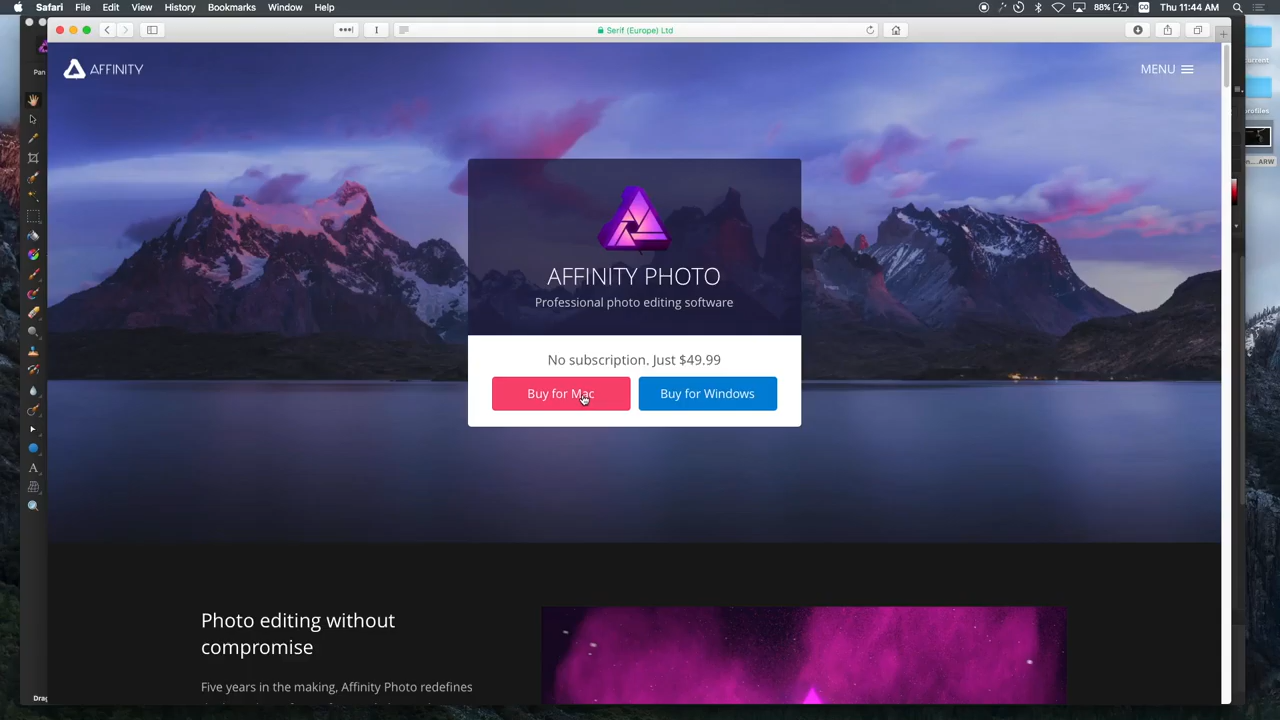 Safari File Edit View History Bookmarks Window Help
88% Thu 11:44 AM
Serif (Europe) Ltd
AFFINITY
MENU
Pan
AFFINITY PHOTO
Professional photo editing software
No subscription. Just $49.99
Buy for Mac
Buy for Windows
Photo editing without
compromise
Five years in the making, Affinity Photo redefines